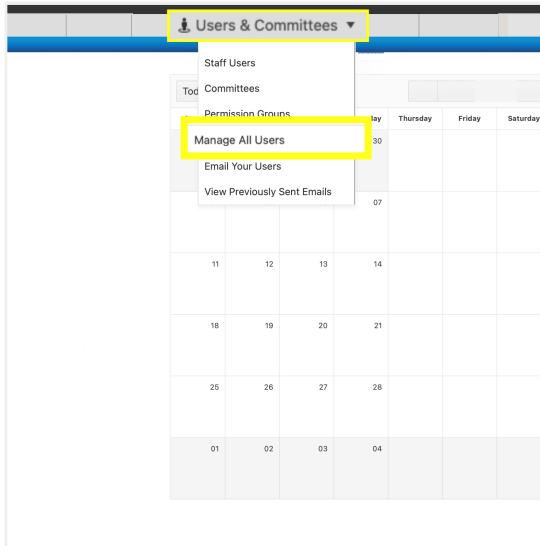 Users & Committees ▼
Staff Users
Committees
Permission Groups
Manage All Users
Email Your Users
View Previously Sent Emails
Tod
day Thursday Friday Saturday
30
07
11 12 13 14
18 19 20 21
25 26 27 28
01 02 03 04